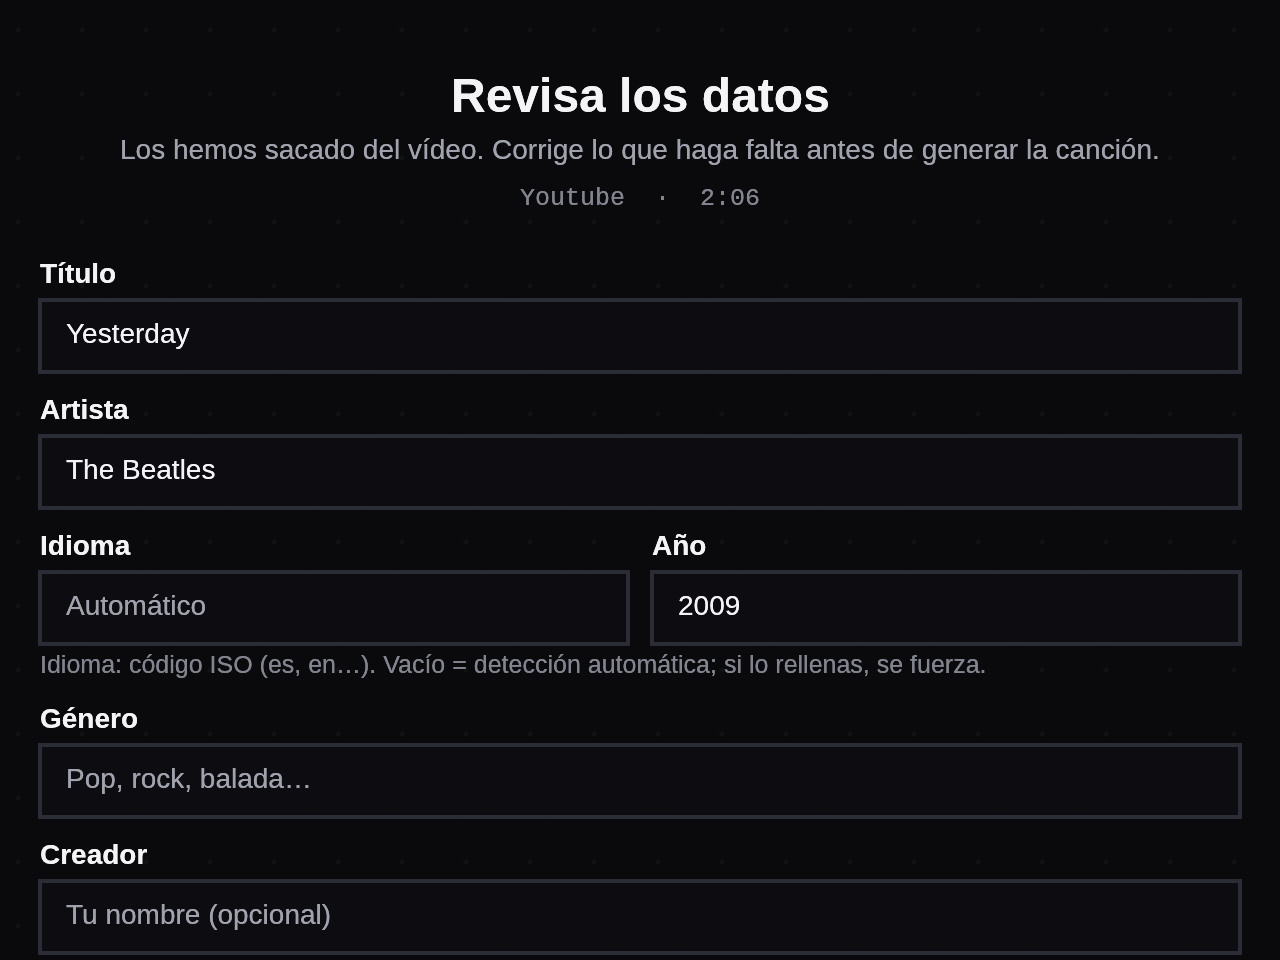 Revisa los datos
Los hemos sacado del vídeo. Corrige lo que haga falta antes de generar la canción.
Youtube · 2:06
Título
Yesterday
Artista
The Beatles
Idioma
Año
Automático
2009
Idioma: código ISO (es, en…). Vacío = detección automática; si lo rellenas, se fuerza.
Género
Pop, rock, balada…
Creador
Tu nombre (opcional)